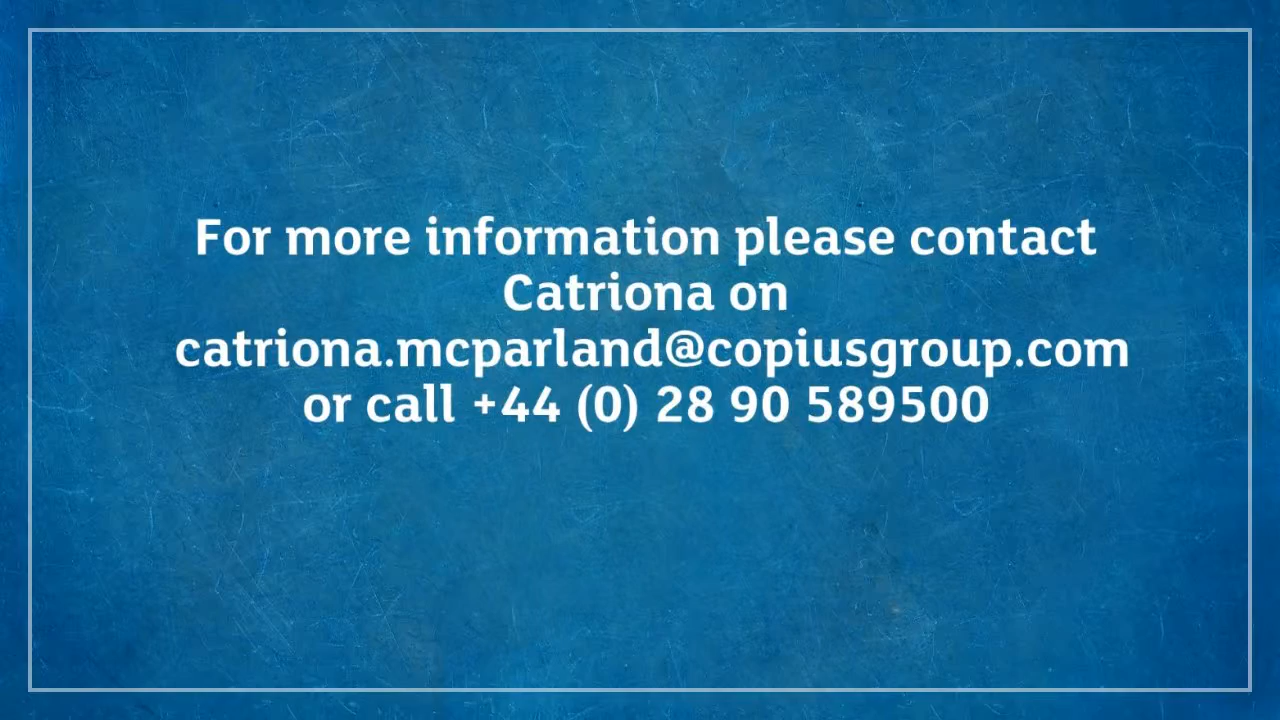 For more information please contact
Catriona on
catriona.mcparland@copiusgroup.com
or call +44 (0) 28 90 589500